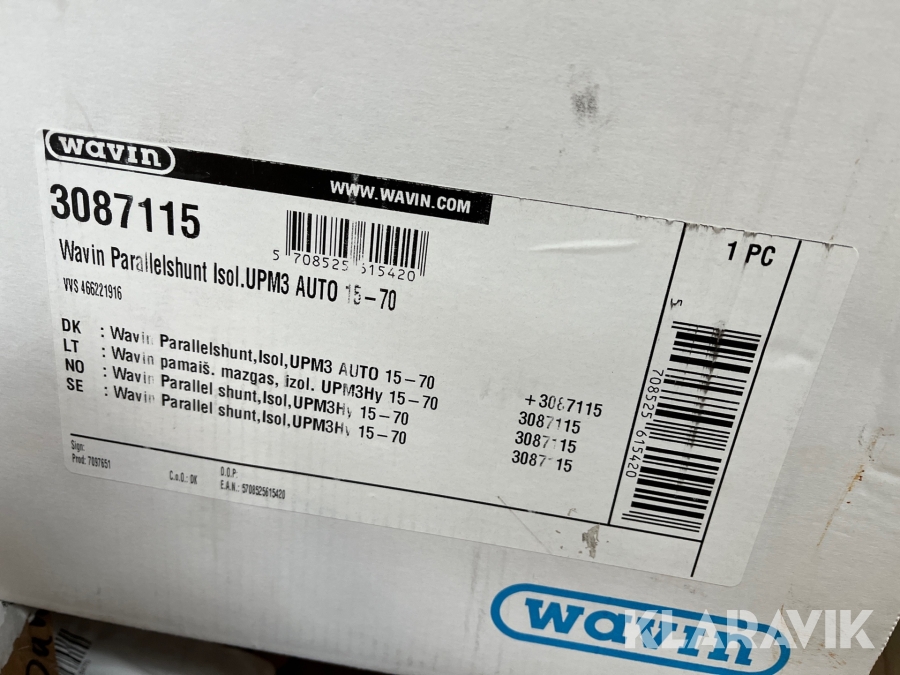 wavin
WWW.WAVIN.COM
3087115
5 708525 615420
Wavin Parallelshunt Isol.UPM3 AUTO 15-70
VVS 466221916
1 PC
5 708525 615420
DK : Wavin Parallelshunt,Isol,UPM3 AUTO 15-70 +3087115
LT : Wavin pamaiš. mazgas, izol. UPM3Hy 15-70 3087115
NO : Wavin Parallel shunt,Isol,UPM3Hy 15-70 3087115
SE : Wavin Parallel shunt,Isol,UPM3Hy 15-70 3087115
Sign:
Prod: 7097651
C.o.O.: DK
D.O.P.
E.A.N.: 5708525615420
wavin
KLARAVIK